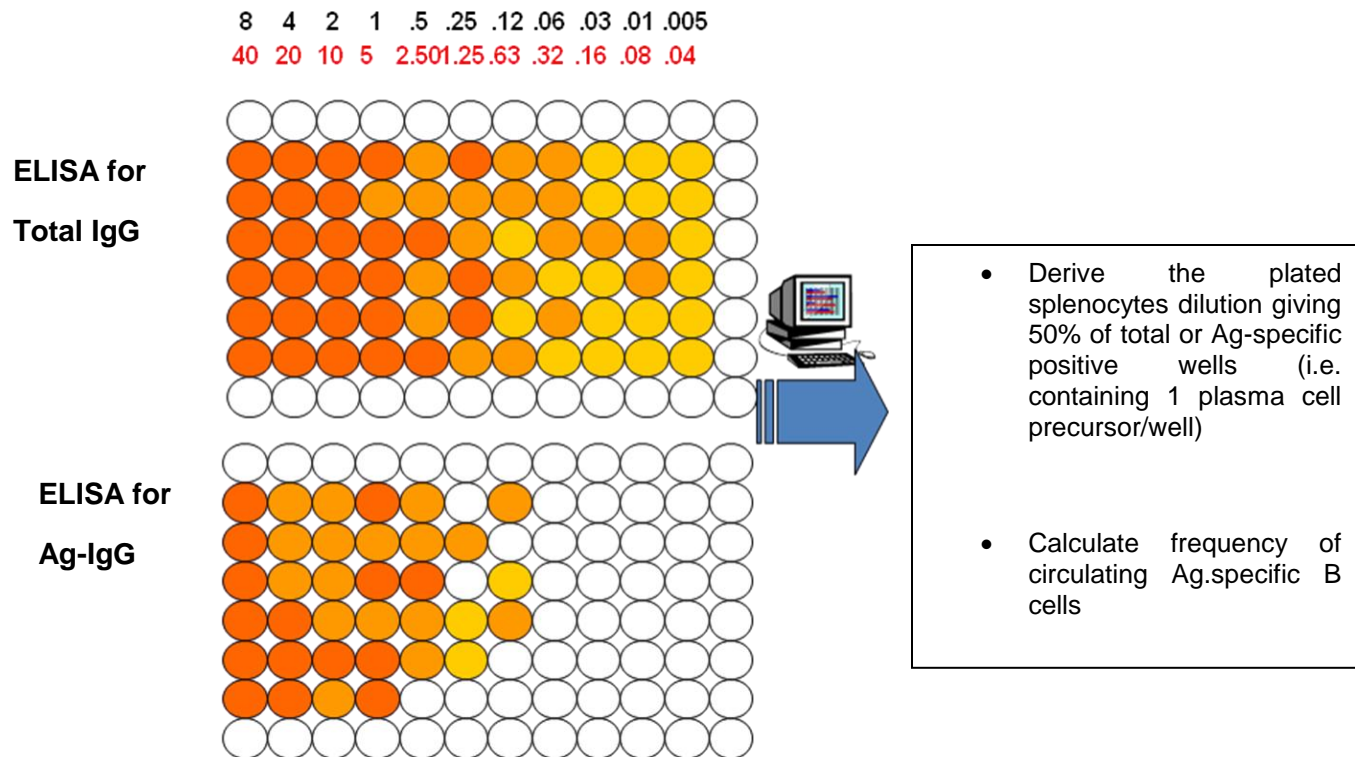 8 4 2 1 .5 .25 .12 .06 .03 .01 .005
40 20 10 5 2.50 1.25 .63 .32 .16 .08 .04
ELISA for
Total IgG
ELISA for
Ag-IgG
• Derive the plated
splenocytes dilution giving
50% of total or Ag-specific
positive wells (i.e.
containing 1 plasma cell
precursor/well)
• Calculate frequency of
circulating Ag.specific B
cells